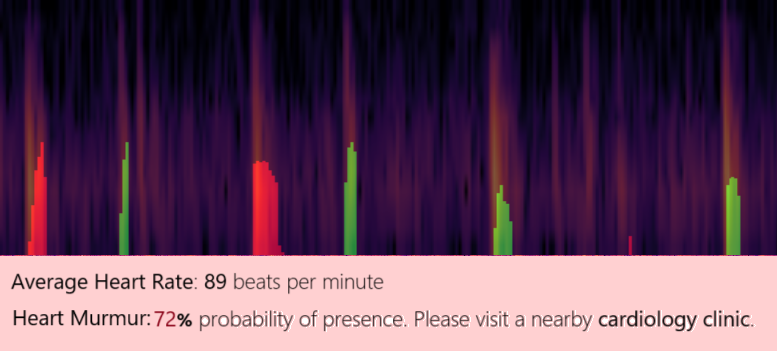 Average Heart Rate: 89 beats per minute
Heart Murmur: 72% probability of presence. Please visit a nearby cardiology clinic.